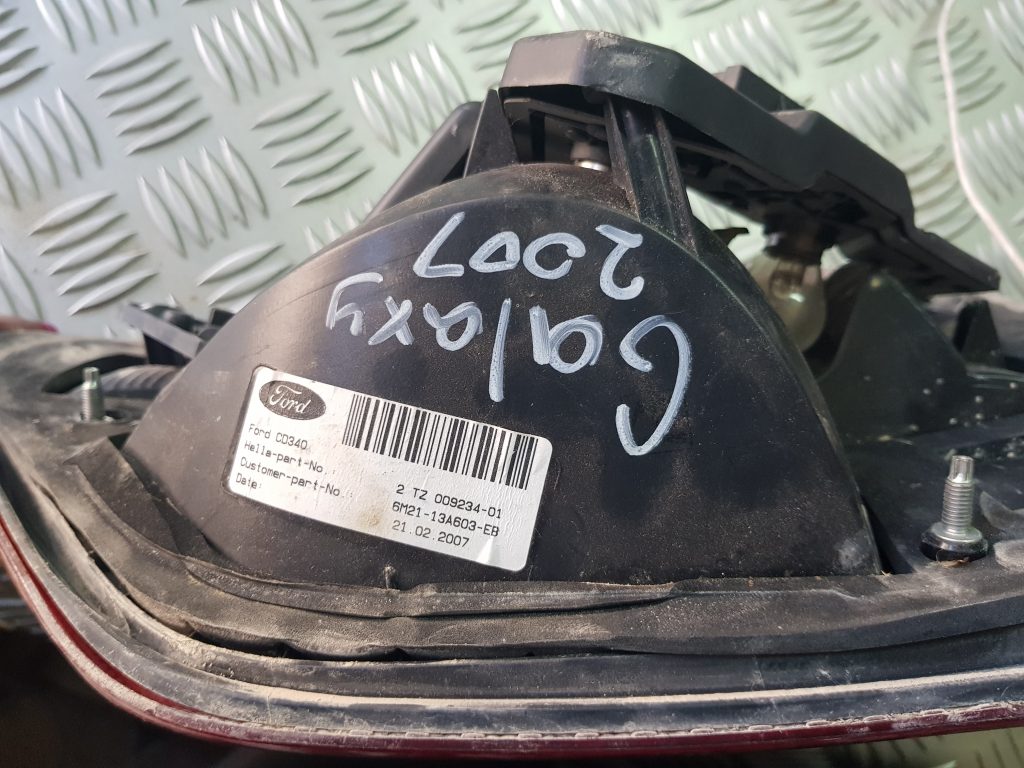 Galaxy
2007
Ford
Ford CD340
Hella-part-No.: 2 TZ 009234-01
Customer-part-No.: 6M21-13A603-EB
Date: 21.02.2007